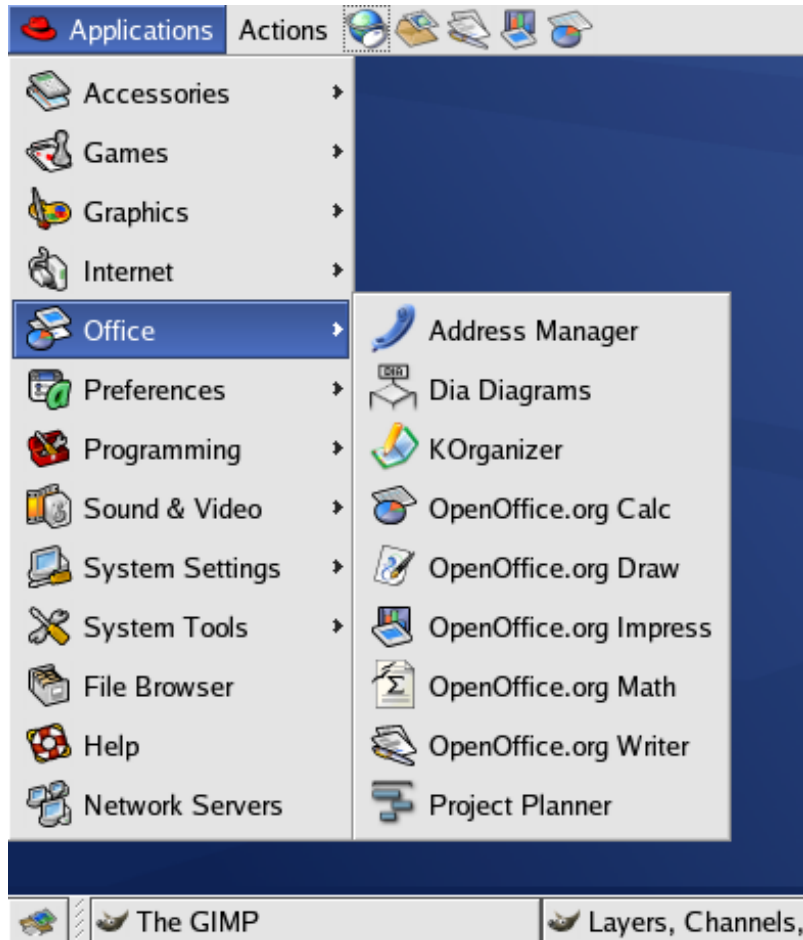 Applications Actions
Accessories
Games
Graphics
Internet
Office
Preferences
Programming
Sound & Video
System Settings
System Tools
File Browser
Help
Network Servers
Address Manager
DIA
Dia Diagrams
KOrganizer
OpenOffice.org Calc
OpenOffice.org Draw
OpenOffice.org Impress
Σ
OpenOffice.org Math
OpenOffice.org Writer
Project Planner
The GIMP
Layers, Channels,